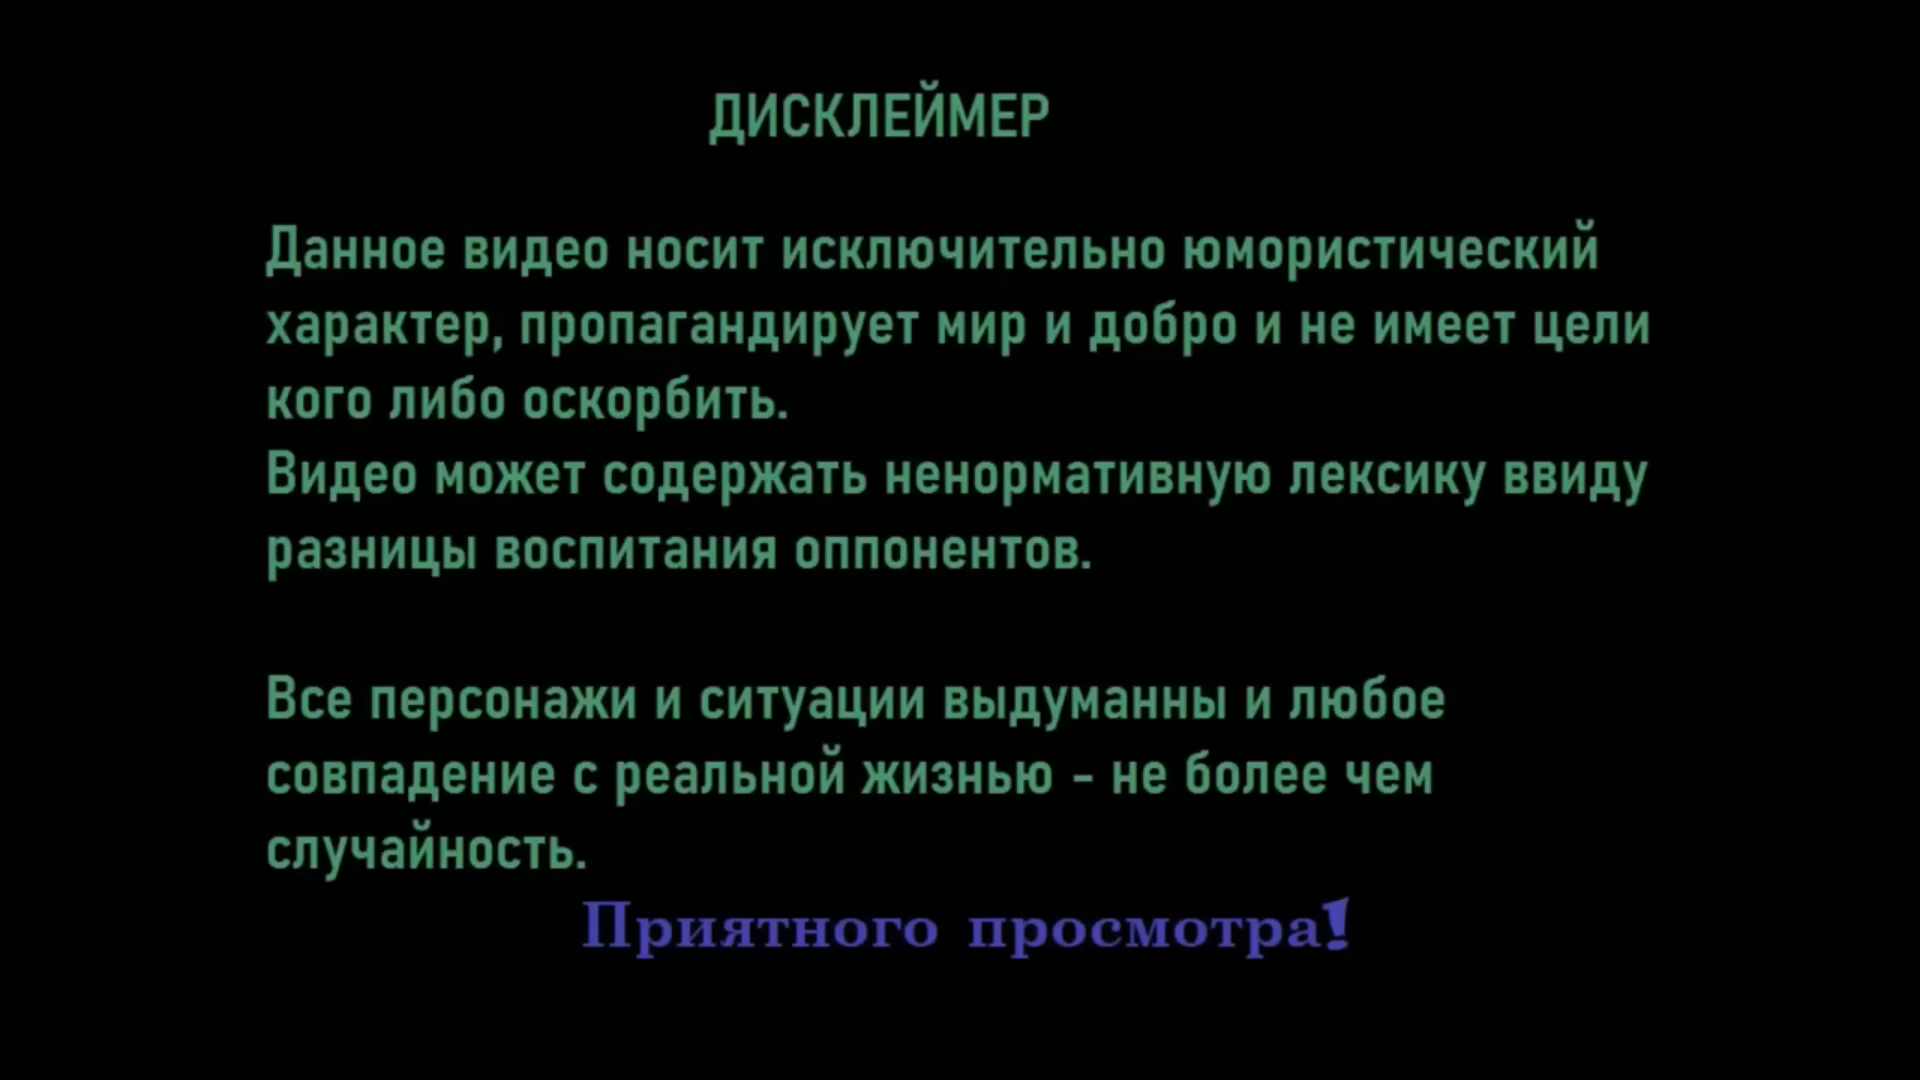 ДИСКЛЕЙМЕР
Данное видео носит исключительно юмористический
характер, пропагандирует мир и добро и не имеет цели
кого либо оскорбить.
Видео может содержать ненормативную лексику ввиду
разницы воспитания оппонентов.
Все персонажи и ситуации выдуманны и любое
совпадение с реальной жизнью - не более чем
случайность.
Приятного просмотра!